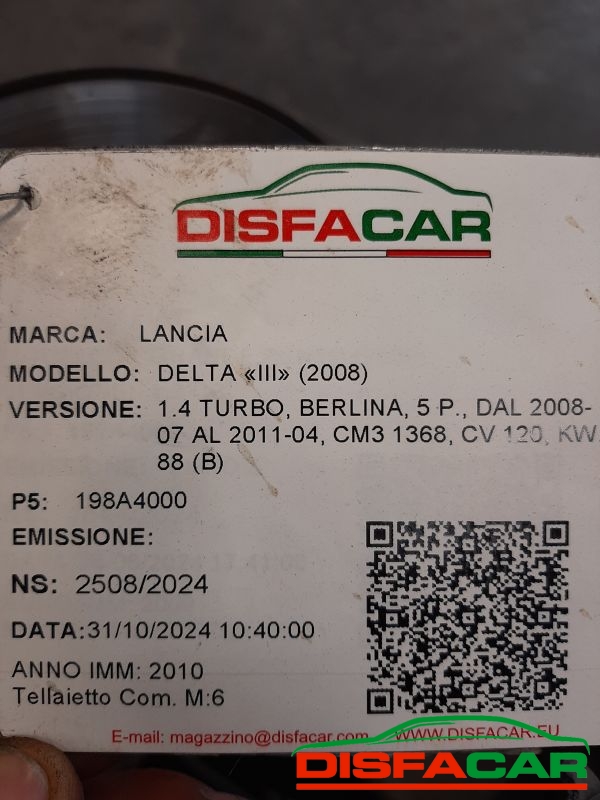 DISFACAR
MARCA: LANCIA
MODELLO: DELTA «III» (2008)
VERSIONE: 1.4 TURBO, BERLINA, 5 P., DAL 2008-
07 AL 2011-04, CM3 1368, CV 120, KW
88 (B)
P5: 198A4000
EMISSIONE:
NS: 2508/2024
DATA:31/10/2024 10:40:00
ANNO IMM: 2010
Tellaietto Com. M:6
E-mail: magazzino@disfacar.com WWW.DISFACAR.EU
DISFACAR